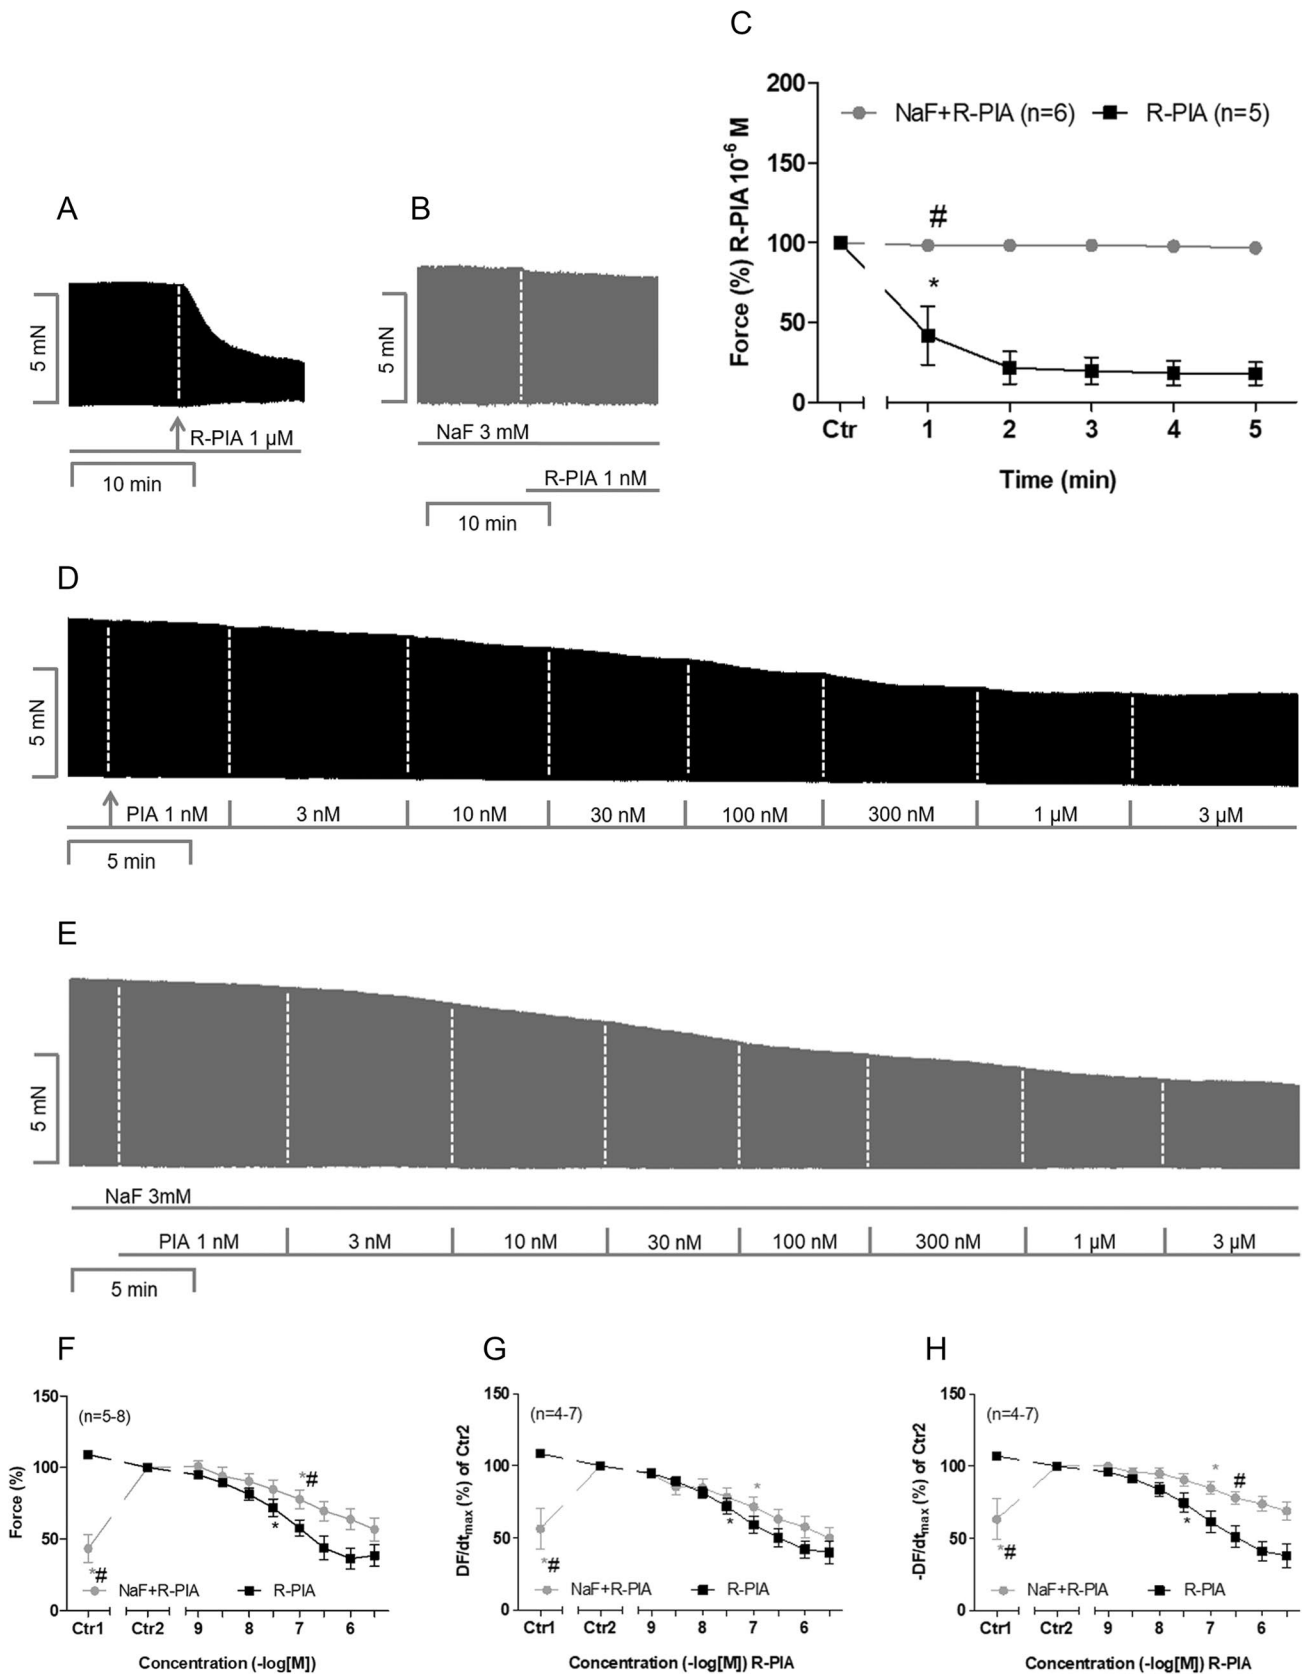 C
200
NaF+R-PIA (n=6)
R-PIA (n=5)
150
#
100
*
50
0
Force (%) R-PIA10⁻⁶ M
Ctr
1
2
3
4
5
Time (min)
A
5 mN
R-PIA 1 µM
10 min
B
5 mN
NaF 3 mM
R-PIA 1 nM
10 min
D
5 mN
PIA 1 nM
3 nM
10 nM
30 nM
100 nM
300 nM
1 µM
3 µM
5 min
E
5 mN
NaF 3mM
PIA 1 nM
3 nM
10 nM
30 nM
100 nM
300 nM
1 µM
3 µM
5 min
F
150
(n=5-8)
100
*#
*
50
*#
NaF+R-PIA
R-PIA
0
Force (%)
Ctr1
Ctr2
9
8
7
6
Concentration (-log[M])
G
150
(n=4-7)
100
*
*
50
*#
NaF+R-PIA
R-PIA
0
DF/dtmax (%) of Ctr2
Ctr1
Ctr2
9
8
7
6
Concentration (-log[M]) R-PIA
H
150
(n=4-7)
100
*
#
*
50
*#
NaF+R-PIA
R-PIA
0
-DF/dtmax (%) of Ctr2
Ctr1
Ctr2
9
8
7
6
Concentration (-log[M]) R-PIA